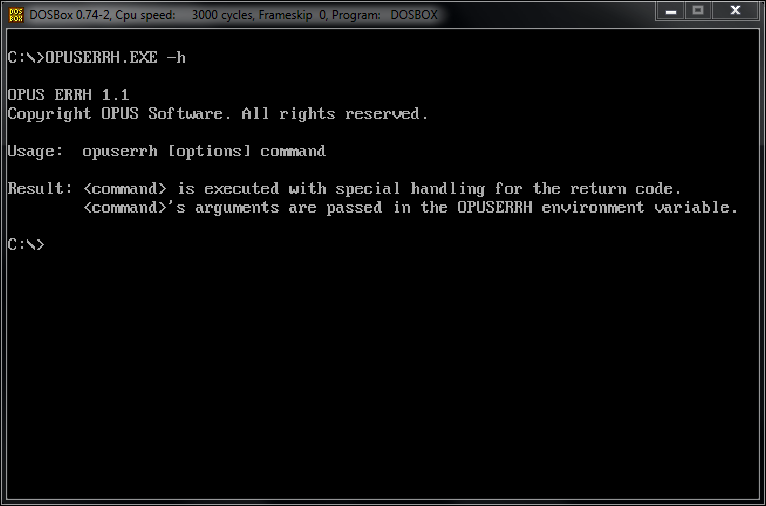 DOS
BOX
DOSBox 0.74-2, Cpu speed: 3000 cycles, Frameskip 0, Program: DOSBOX
C:\>OPUSERRH.EXE -h
OPUS ERRH 1.1
Copyright OPUS Software. All rights reserved.
Usage: opuserrh [options] command
Result: <command> is executed with special handling for the return code.
<command>'s arguments are passed in the OPUSERRH environment variable.
C:\>